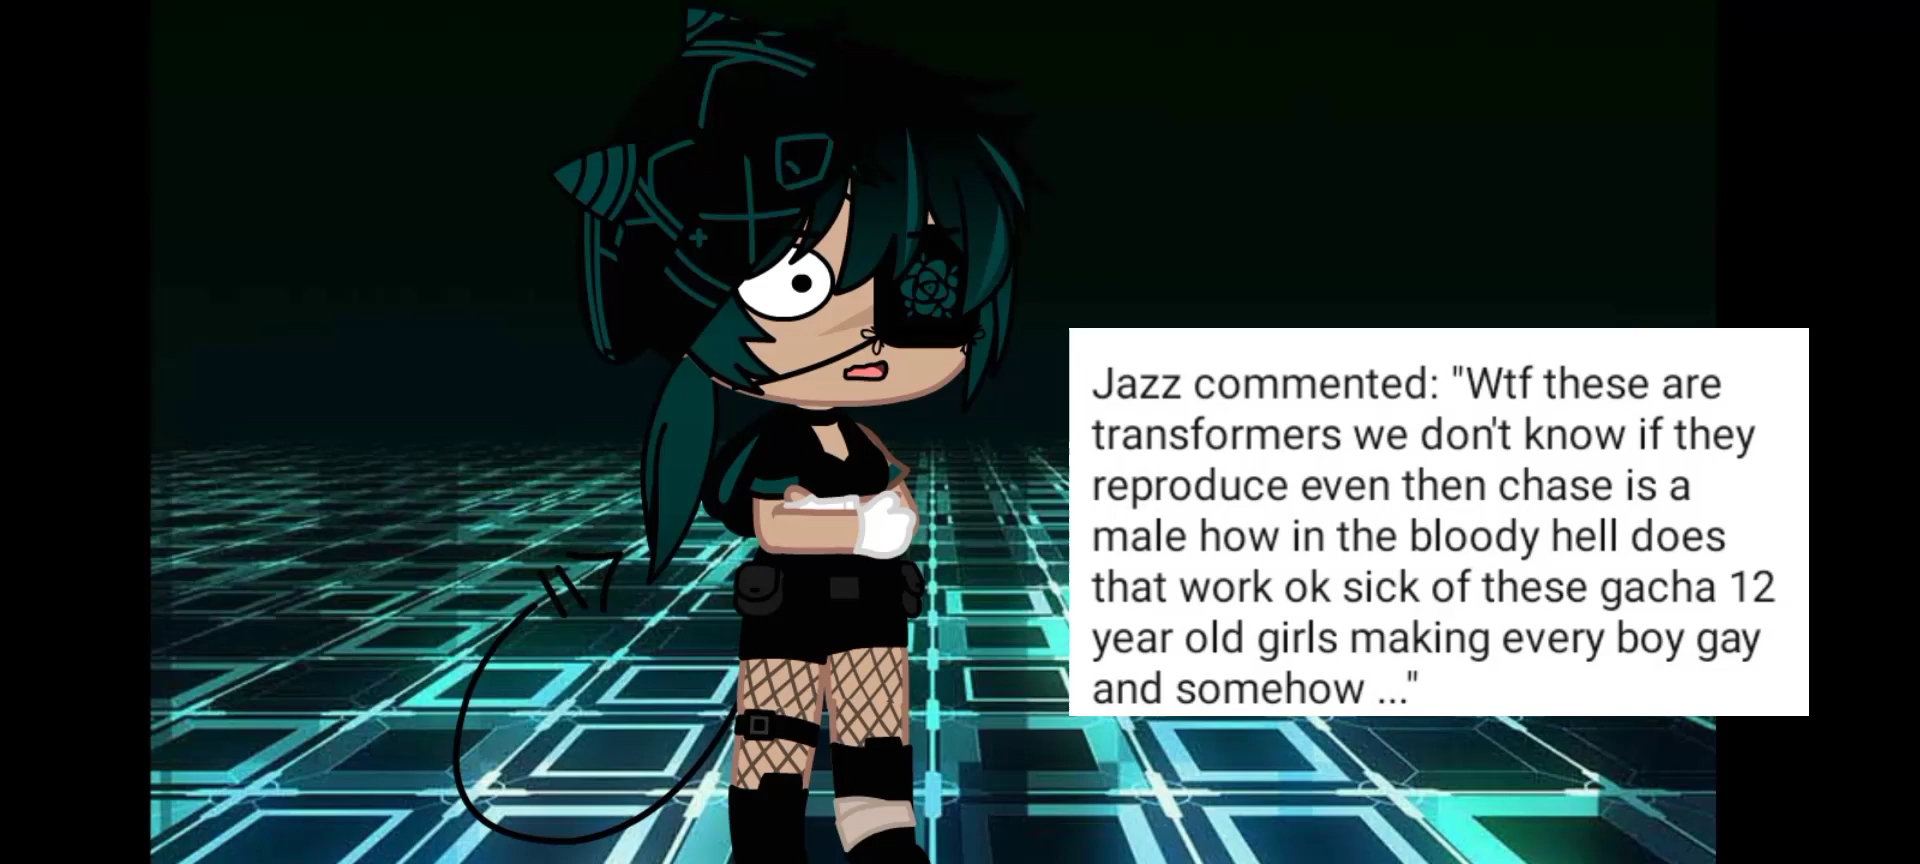 Jazz commented: "Wtf these are
transformers we don't know if they
reproduce even then chase is a
male how in the bloody hell does
that work ok sick of these gacha 12
year old girls making every boy gay
and somehow ..."